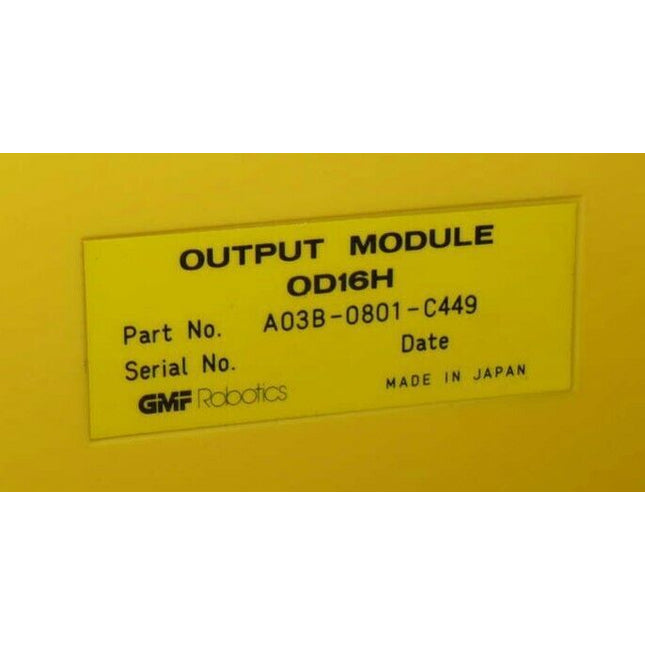 OUTPUT MODULE
OD16H
Part No. A03B-0801-C449
Serial No. Date
GMF Robotics MADE IN JAPAN